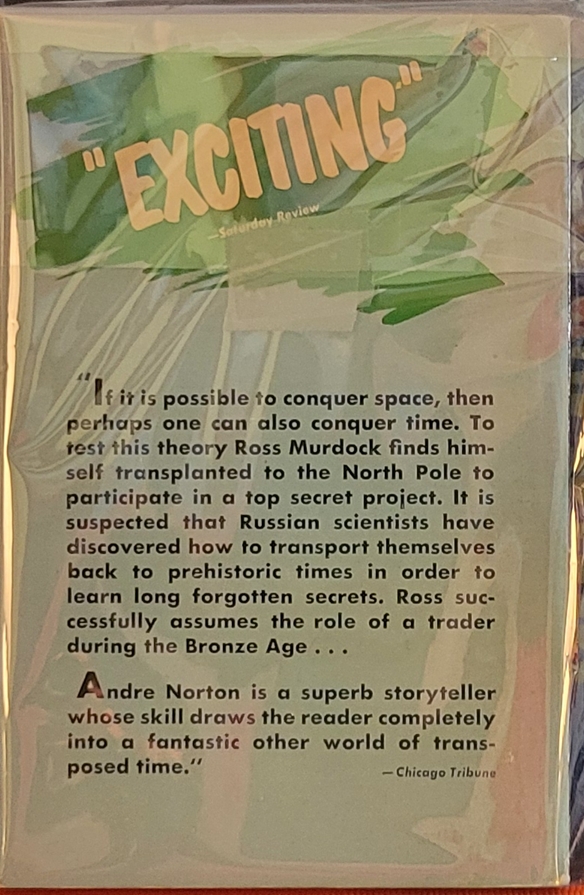 "EXCITING"
—Saturday Review
"If it is possible to conquer space, then
perhaps one can also conquer time. To
test this theory Ross Murdock finds him-
self transplanted to the North Pole to
participate in a top secret project. It is
suspected that Russian scientists have
discovered how to transport themselves
back to prehistoric times in order to
learn long forgotten secrets. Ross suc-
cessfully assumes the role of a trader
during the Bronze Age . . .
Andre Norton is a superb storyteller
whose skill draws the reader completely
into a fantastic other world of trans-
posed time."
—Chicago Tribune